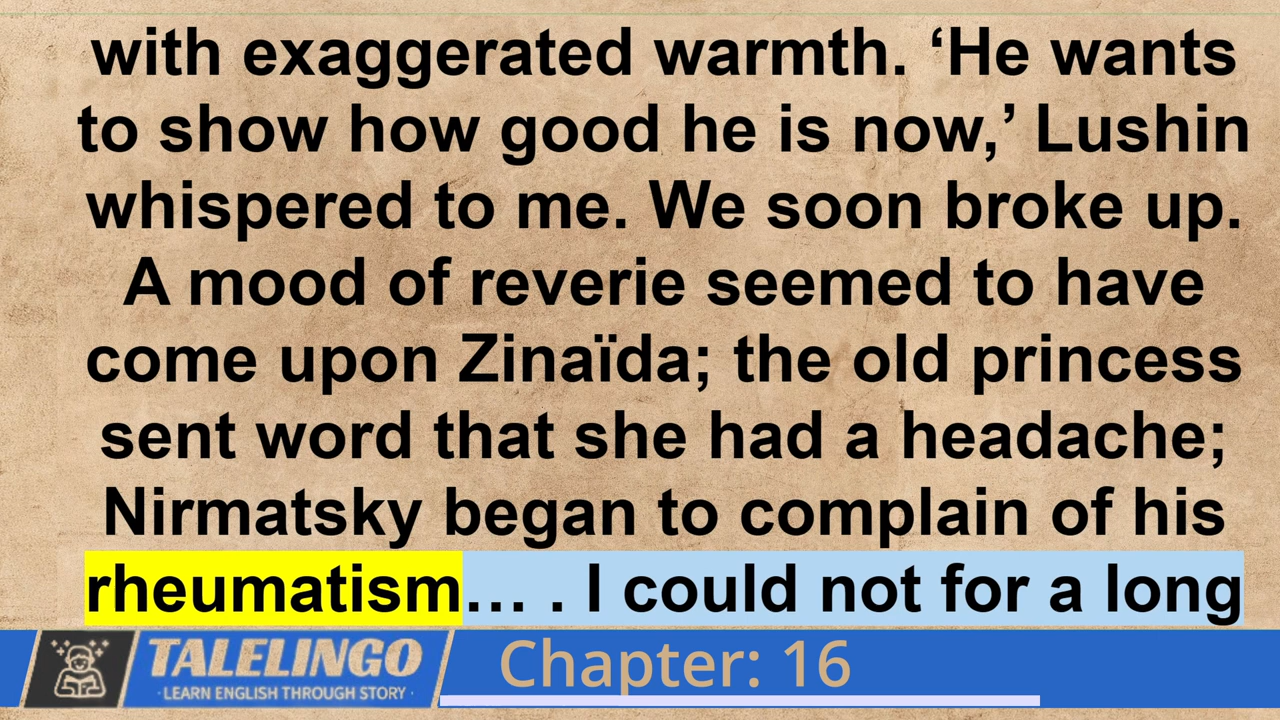 with exaggerated warmth. ‘He wants
to show how good he is now,’ Lushin
whispered to me. We soon broke up.
A mood of reverie seemed to have
come upon Zinaïda; the old princess
sent word that she had a headache;
Nirmatsky began to complain of his
rheumatism… . I could not for a long
TALELINGO
· LEARN ENGLISH THROUGH STORY ·
Chapter: 16